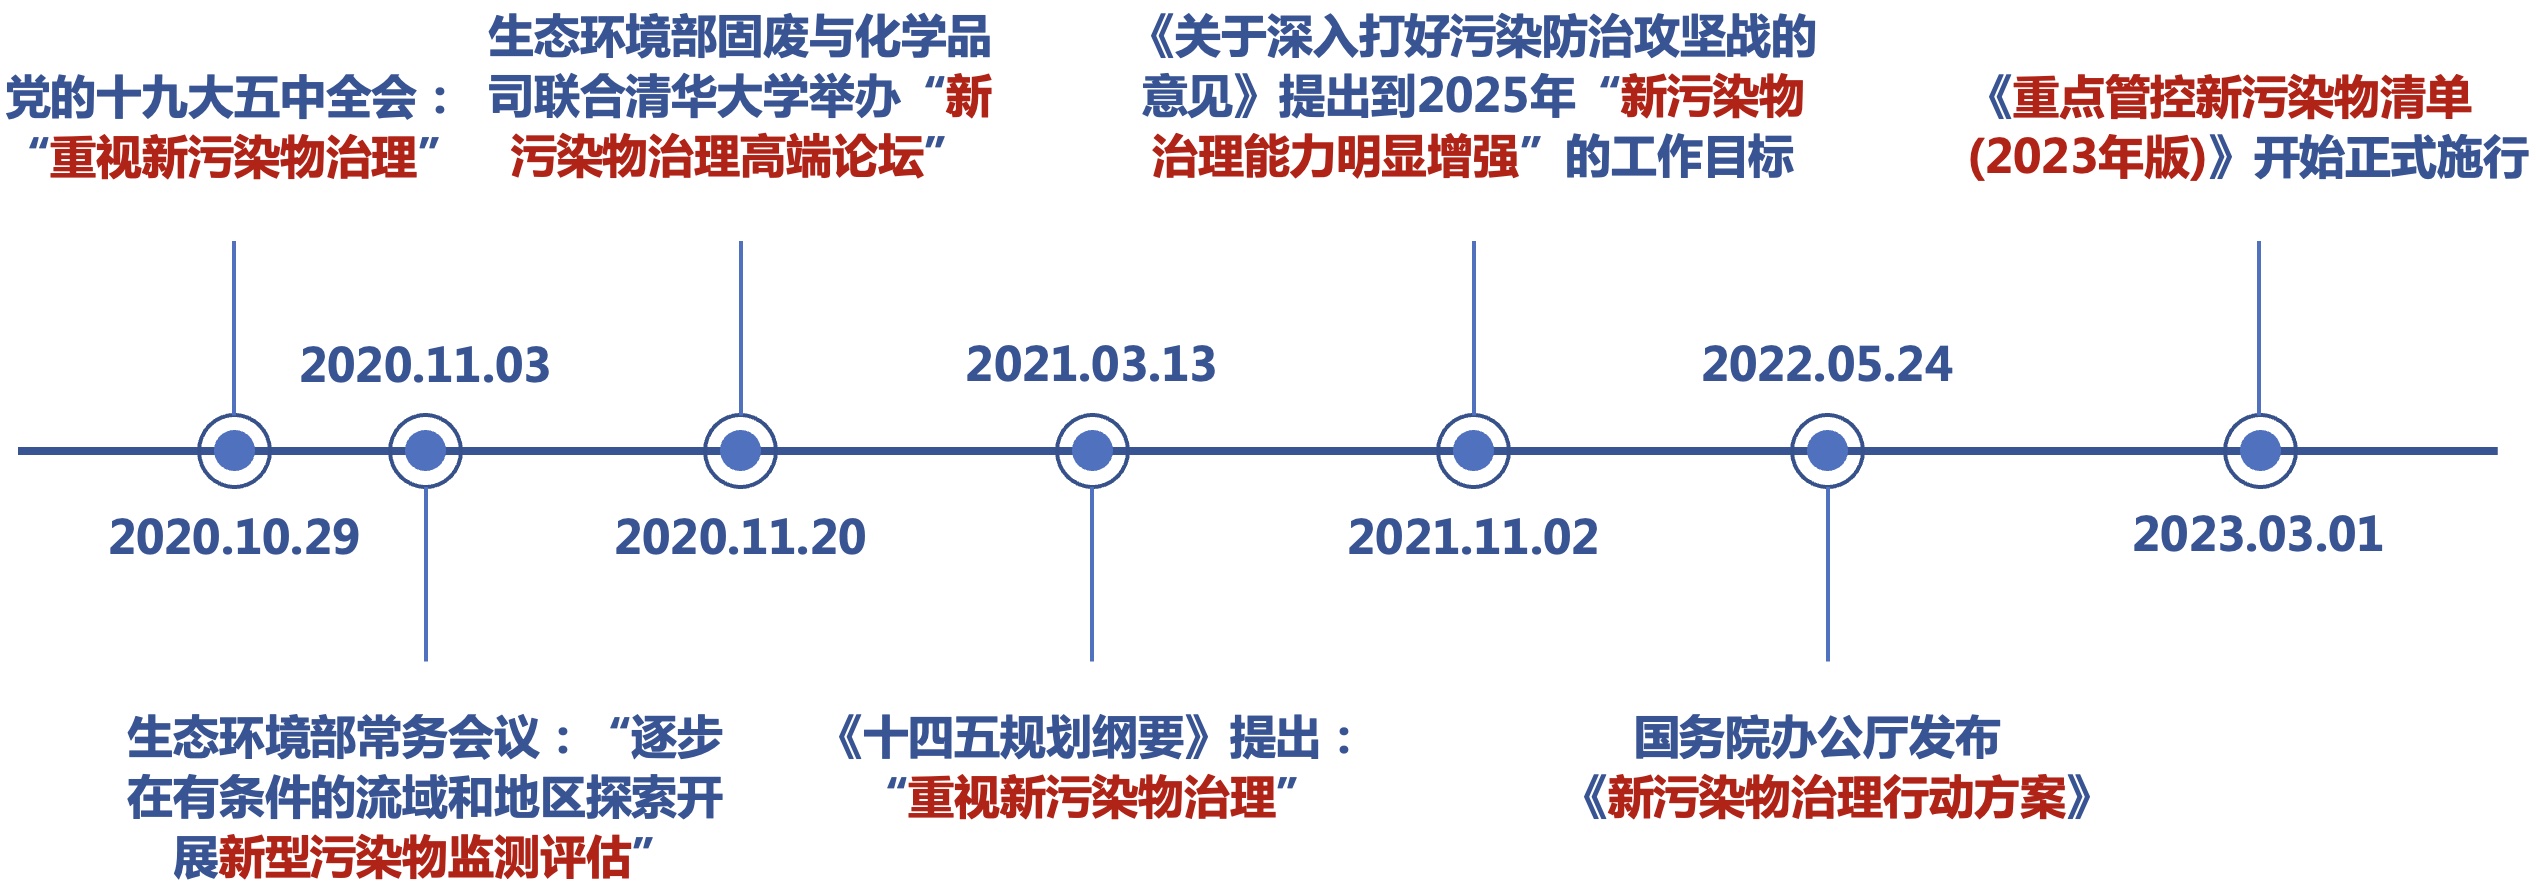 党的十九大五中全会：
“重视新污染物治理”
2020.10.29
2020.11.03
生态环境部常务会议：“逐步
在有条件的流域和地区探索开
展新型污染物监测评估”
生态环境部固废与化学品
司联合清华大学举办“新
污染物治理高端论坛”
2020.11.20
2021.03.13
《十四五规划纲要》提出：
“重视新污染物治理”
《关于深入打好污染防治攻坚战的
意见》提出到2025年“新污染物
治理能力明显增强”的工作目标
2021.11.02
2022.05.24
国务院办公厅发布
《新污染物治理行动方案》
《重点管控新污染物清单
(2023年版)》开始正式施行
2023.03.01